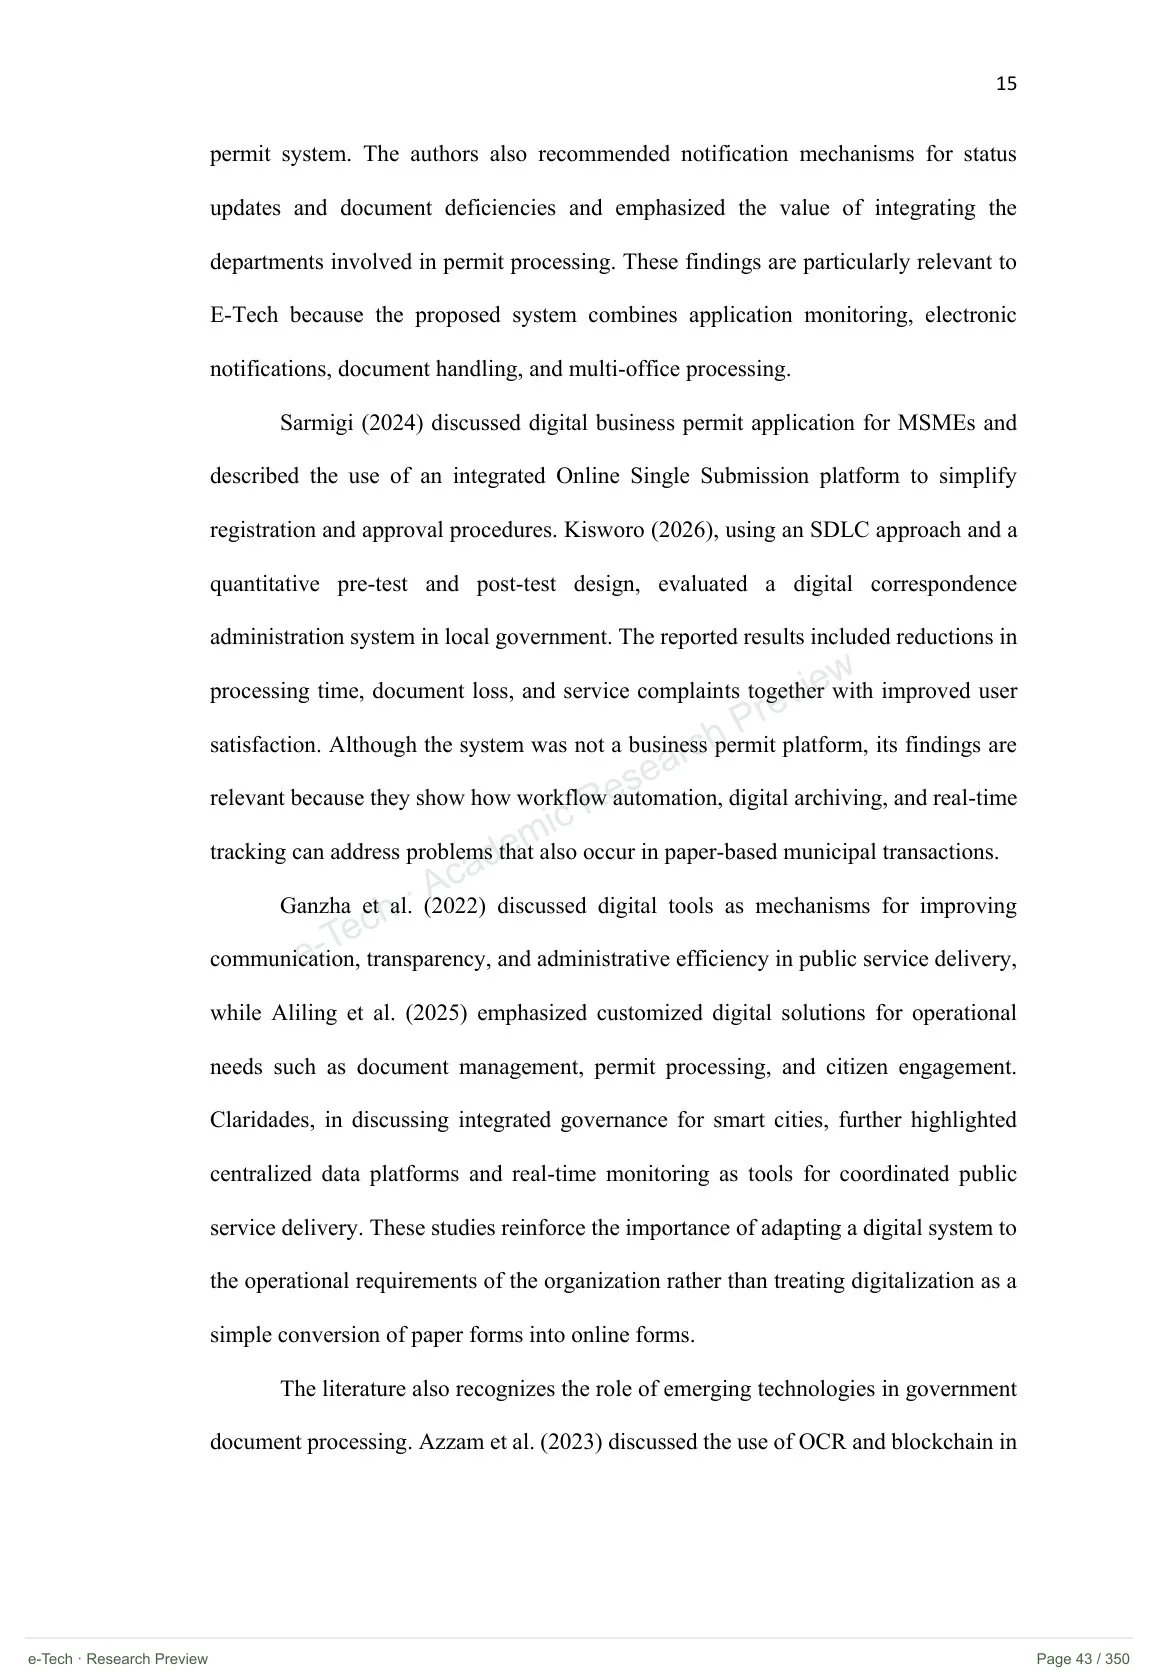 15
permit system. The authors also recommended notification mechanisms for status
updates and document deficiencies and emphasized the value of integrating the
departments involved in permit processing. These findings are particularly relevant to
E-Tech because the proposed system combines application monitoring, electronic
notifications, document handling, and multi-office processing.
Sarmigi (2024) discussed digital business permit application for MSMEs and
described the use of an integrated Online Single Submission platform to simplify
registration and approval procedures. Kisworo (2026), using an SDLC approach and a
quantitative pre-test and post-test design, evaluated a digital correspondence
administration system in local government. The reported results included reductions in
processing time, document loss, and service complaints together with improved user
satisfaction. Although the system was not a business permit platform, its findings are
relevant because they show how workflow automation, digital archiving, and real-time
tracking can address problems that also occur in paper-based municipal transactions.
Ganzha et al. (2022) discussed digital tools as mechanisms for improving
communication, transparency, and administrative efficiency in public service delivery,
while Aliling et al. (2025) emphasized customized digital solutions for operational
needs such as document management, permit processing, and citizen engagement.
Claridades, in discussing integrated governance for smart cities, further highlighted
centralized data platforms and real-time monitoring as tools for coordinated public
service delivery. These studies reinforce the importance of adapting a digital system to
the operational requirements of the organization rather than treating digitalization as a
simple conversion of paper forms into online forms.
The literature also recognizes the role of emerging technologies in government
document processing. Azzam et al. (2023) discussed the use of OCR and blockchain in
e-Tech · Academic Research Preview
e-Tech · Research Preview
Page 43 / 350